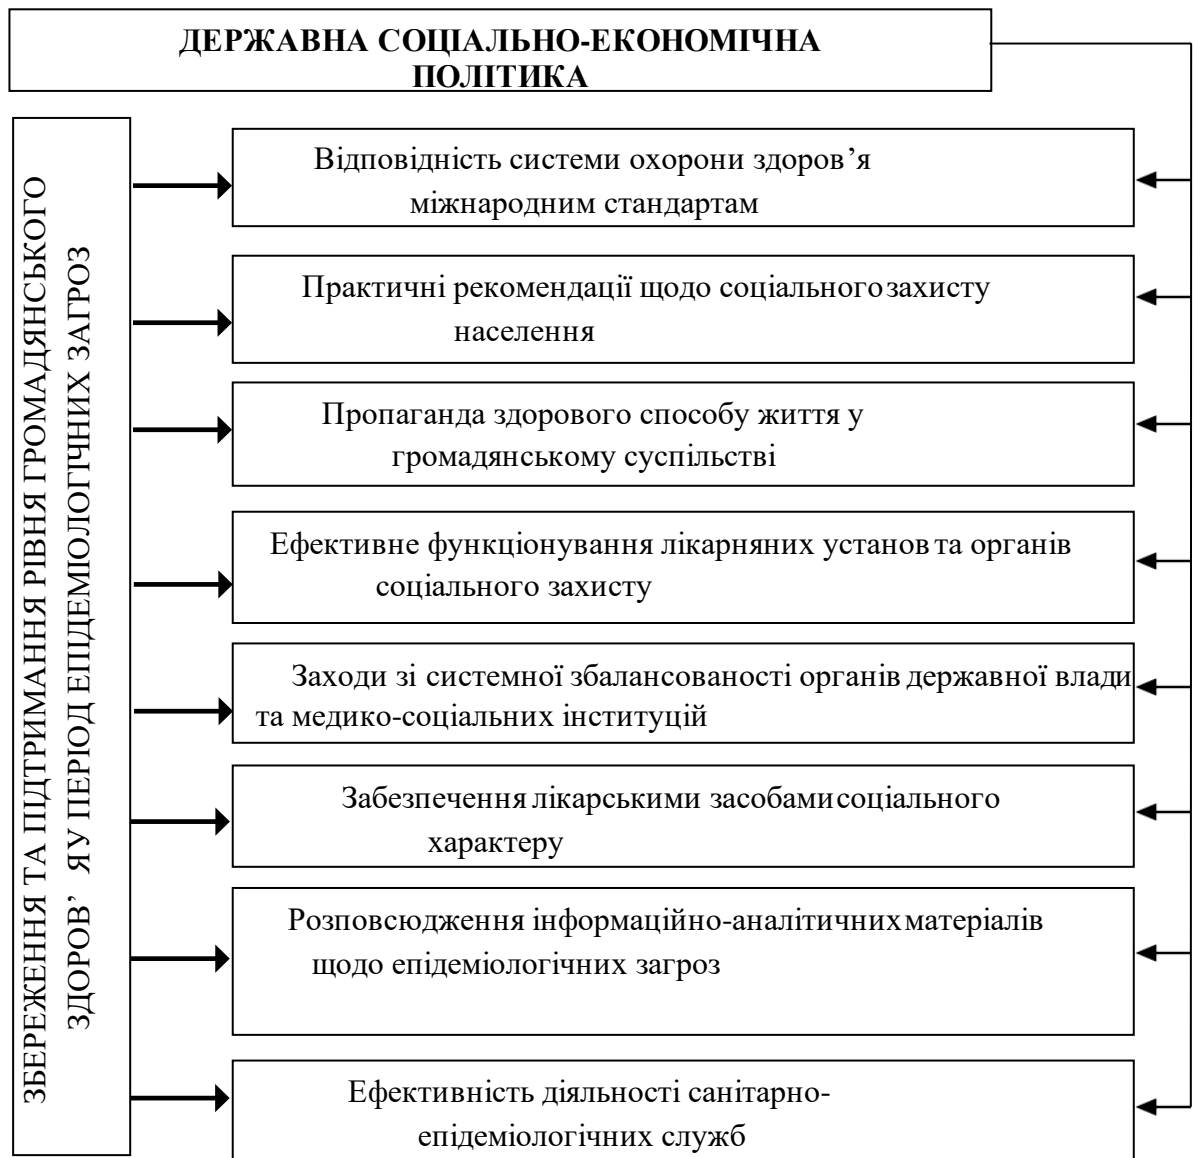 ДЕРЖАВНА СОЦІАЛЬНО-ЕКОНОМІЧНА
ПОЛІТИКА
ЗБЕРЕЖЕННЯ ТА ПІДТРИМАННЯ РІВНЯ ГРОМАДЯНСЬКОГО
ЗДОРОВ’ ЯУ ПЕРІОД ЕПІДЕМІОЛОГІЧНИХ ЗАГРОЗ
Відповідність системи охорони здоров’я
міжнародним стандартам
Практичні рекомендації щодо соціального захисту
населення
Пропаганда здорового способу життя у
громадянському суспільстві
Ефективне функціонування лікарняних установ та органів
соціального захисту
Заходи зі системної збалансованості органів державної влади
та медико-соціальних інституцій
Забезпечення лікарськими засобами соціального
характеру
Розповсюдження інформаційно-аналітичних матеріалів
щодо епідеміологічних загроз
Ефективність діяльності санітарно-
епідеміологічних служб